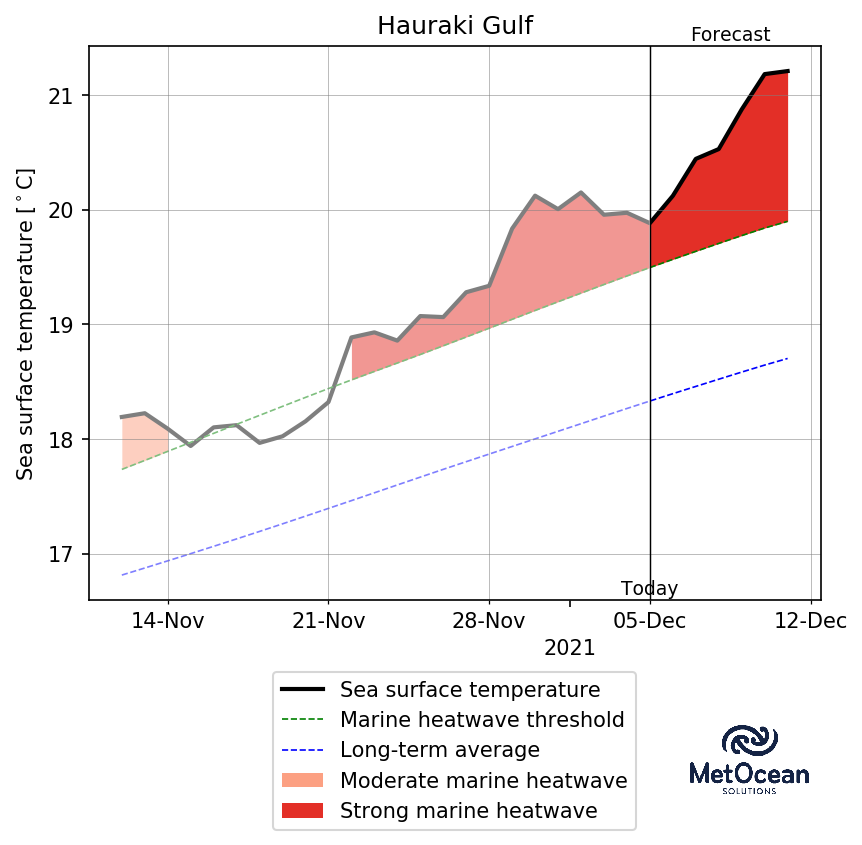 Hauraki Gulf
Forecast
Sea surface temperature [°C]
21
20
19
18
17
Today
14-Nov 21-Nov 28-Nov 05-Dec 12-Dec
2021
Sea surface temperature
Marine heatwave threshold
Long-term average
Moderate marine heatwave
Strong marine heatwave
MetOcean
SOLUTIONS